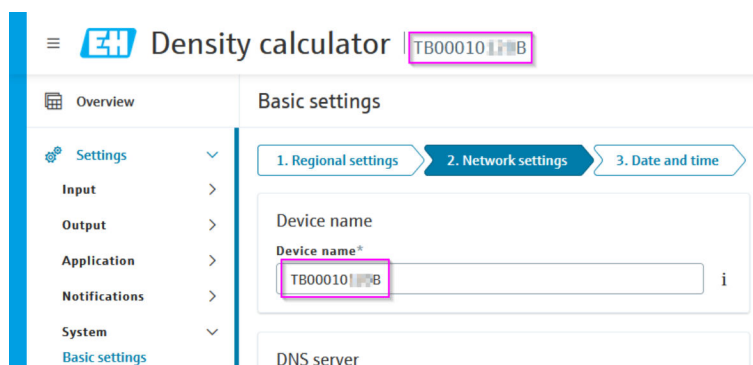 EH Density calculator
Overview
Basic settings
Settings
1. Regional settings
2. Network settings
3. Date and time
Input
Output
Application
Notifications
System
Basic settings
Device name
Device name*
i
DNS server